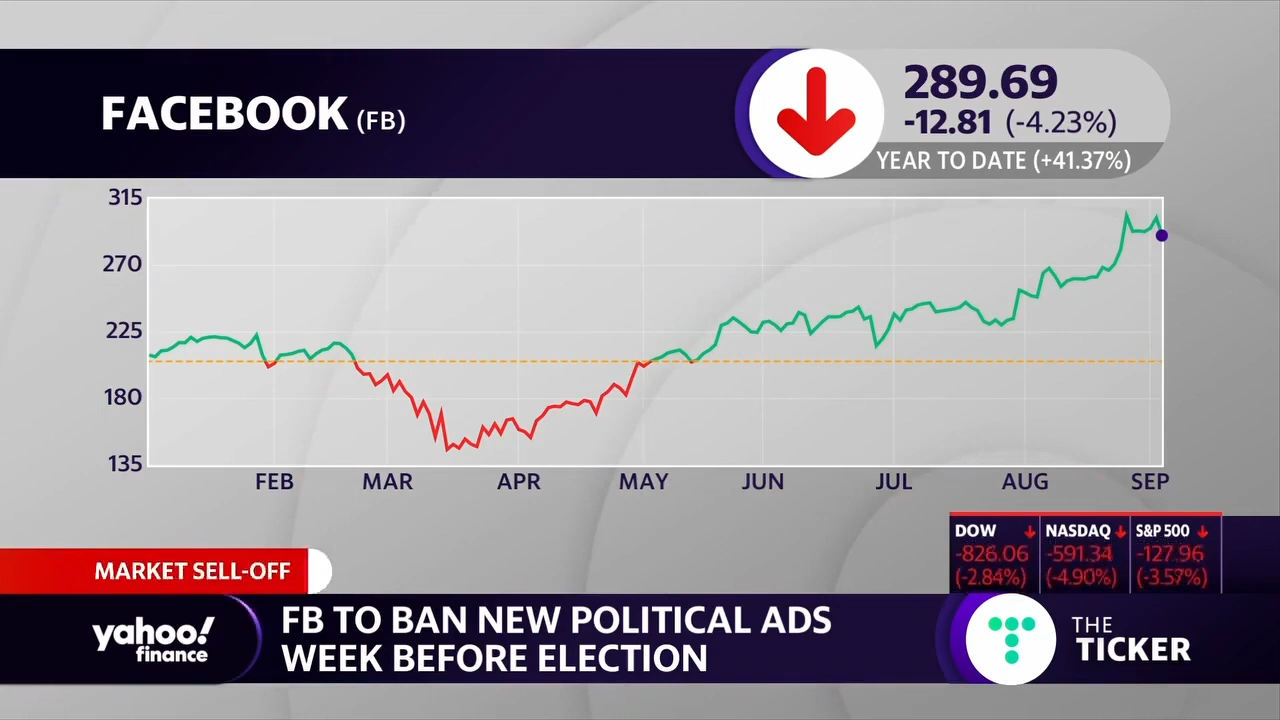 FACEBOOK (FB)
289.69
-12.81 (-4.23%)
YEAR TO DATE (+41.37%)
315
270
225
180
135
FEB MAR APR MAY JUN JUL AUG SEP
DOW NASDAQ S&P 500
-826.06 -591.34 -127.96
(-2.84%) (-4.90%) (-3.57%)
MARKET SELL-OFF
yahoo!
finance
FB TO BAN NEW POLITICAL ADS
WEEK BEFORE ELECTION
THE
TICKER